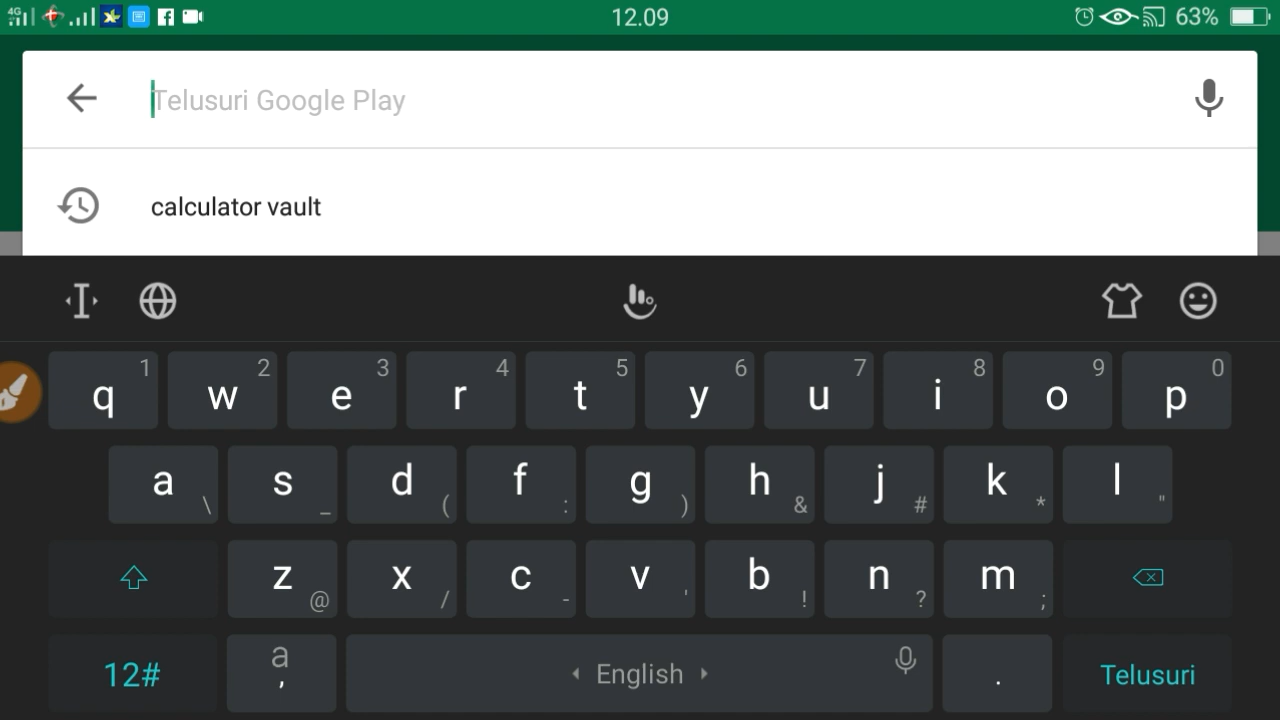 4G 12.09 63%
Telusuri Google Play
calculator vault
1 2 3 4 5 6 7 8 9 0
q w e r t y u i o p
a s d f g h j k l
\ _ ( : ) & # * "
z x c v b n m
@ / - ' ! ? ;
12# a , English . Telusuri